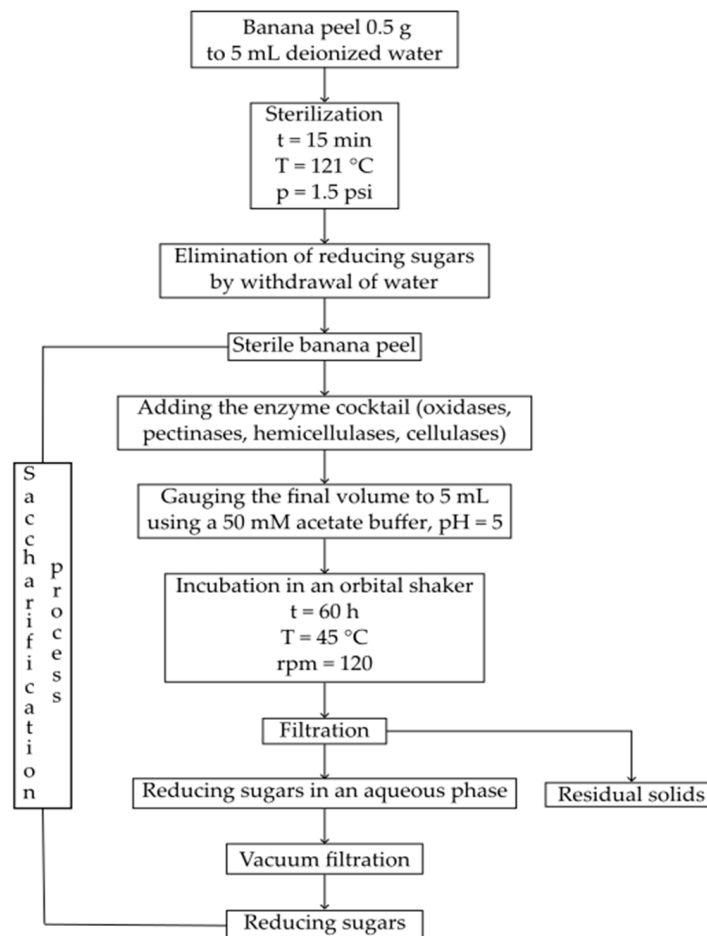 Banana peel 0.5 g
to 5 mL deionized water
Sterilization
t = 15 min
T = 121 °C
p = 1.5 psi
Elimination of reducing sugars
by withdrawal of water
Sterile banana peel
Adding the enzyme cocktail (oxidases,
pectinases, hemicellulases, cellulases)
Gauging the final volume to 5 mL
using a 50 mM acetate buffer, pH = 5
Incubation in an orbital shaker
t = 60 h
T = 45 °C
rpm = 120
Saccharification
process
Filtration
Reducing sugars in an aqueous phase
Residual solids
Vacuum filtration
Reducing sugars